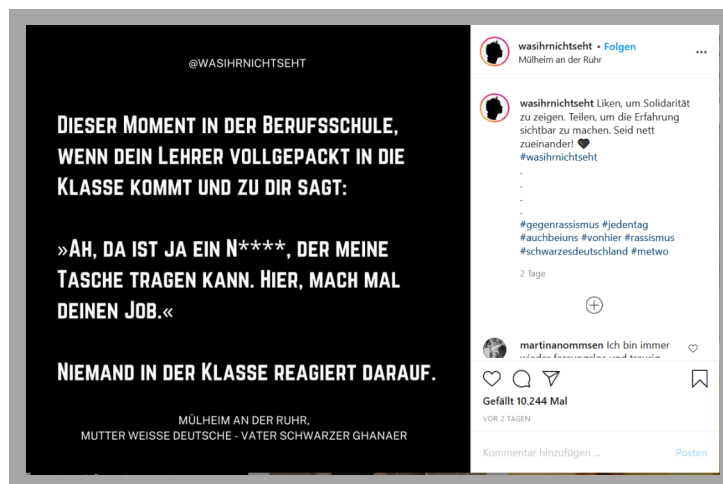 @WASIHRNICHTSEHT
DIESER MOMENT IN DER BERUFSSCHULE,
WENN DEIN LEHRER VOLLGEPACKT IN DIE
KLASSE KOMMT UND ZU DIR SAGT:
»AH, DA IST JA EIN N****, DER MEINE
TASCHE TRAGEN KANN. HIER, MACH MAL
DEINEN JOB.«
NIEMAND IN DER KLASSE REAGIERT DARAUF.
MÜLHEIM AN DER RUHR,
MUTTER WEISSE DEUTSCHE - VATER SCHWARZER GHANAER
wasihrnichtseht • Folgen
Mülheim an der Ruhr
wasihrnichtseht Liken, um Solidarität
zu zeigen. Teilen, um die Erfahrung
sichtbar zu machen. Seid nett
zueinander! 🖤
#wasihrnichtseht
.
.
.
.
#gegenrassismus #jedentag
#auchbeiuns #vonhier #rassismus
#schwarzesdeutschland #metwo
2 Tage
martinanommsen Ich bin immer
wieder fassungslos und traurig
Gefällt 10.244 Mal
VOR 2 TAGEN
Kommentar hinzufügen ...
Posten